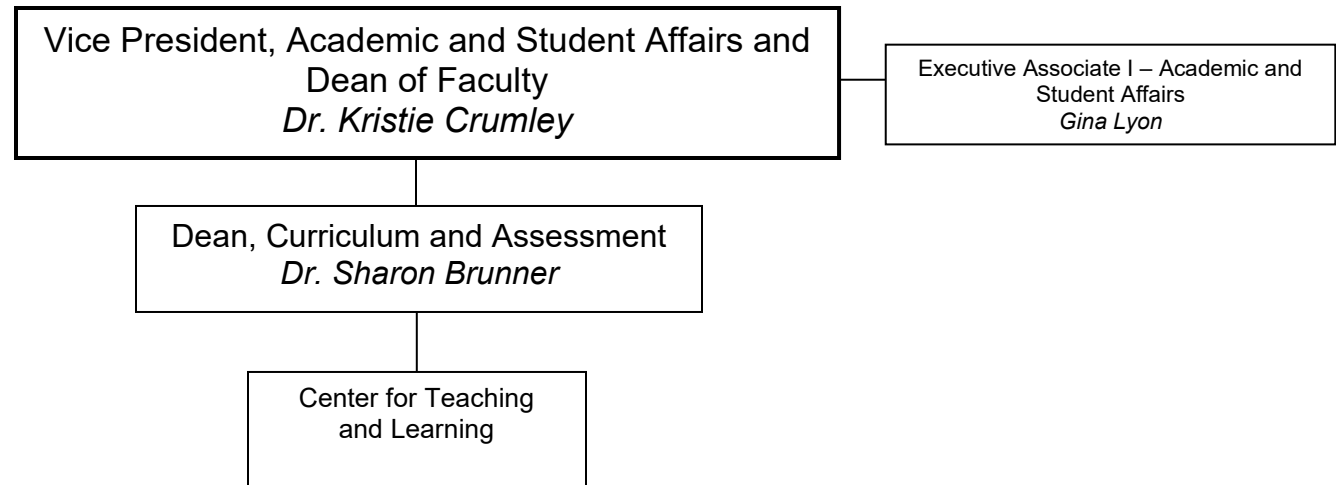 Vice President, Academic and Student Affairs and
Dean of Faculty
Dr. Kristie Crumley
Executive Associate I – Academic and
Student Affairs
Gina Lyon
Dean, Curriculum and Assessment
Dr. Sharon Brunner
Center for Teaching
and Learning